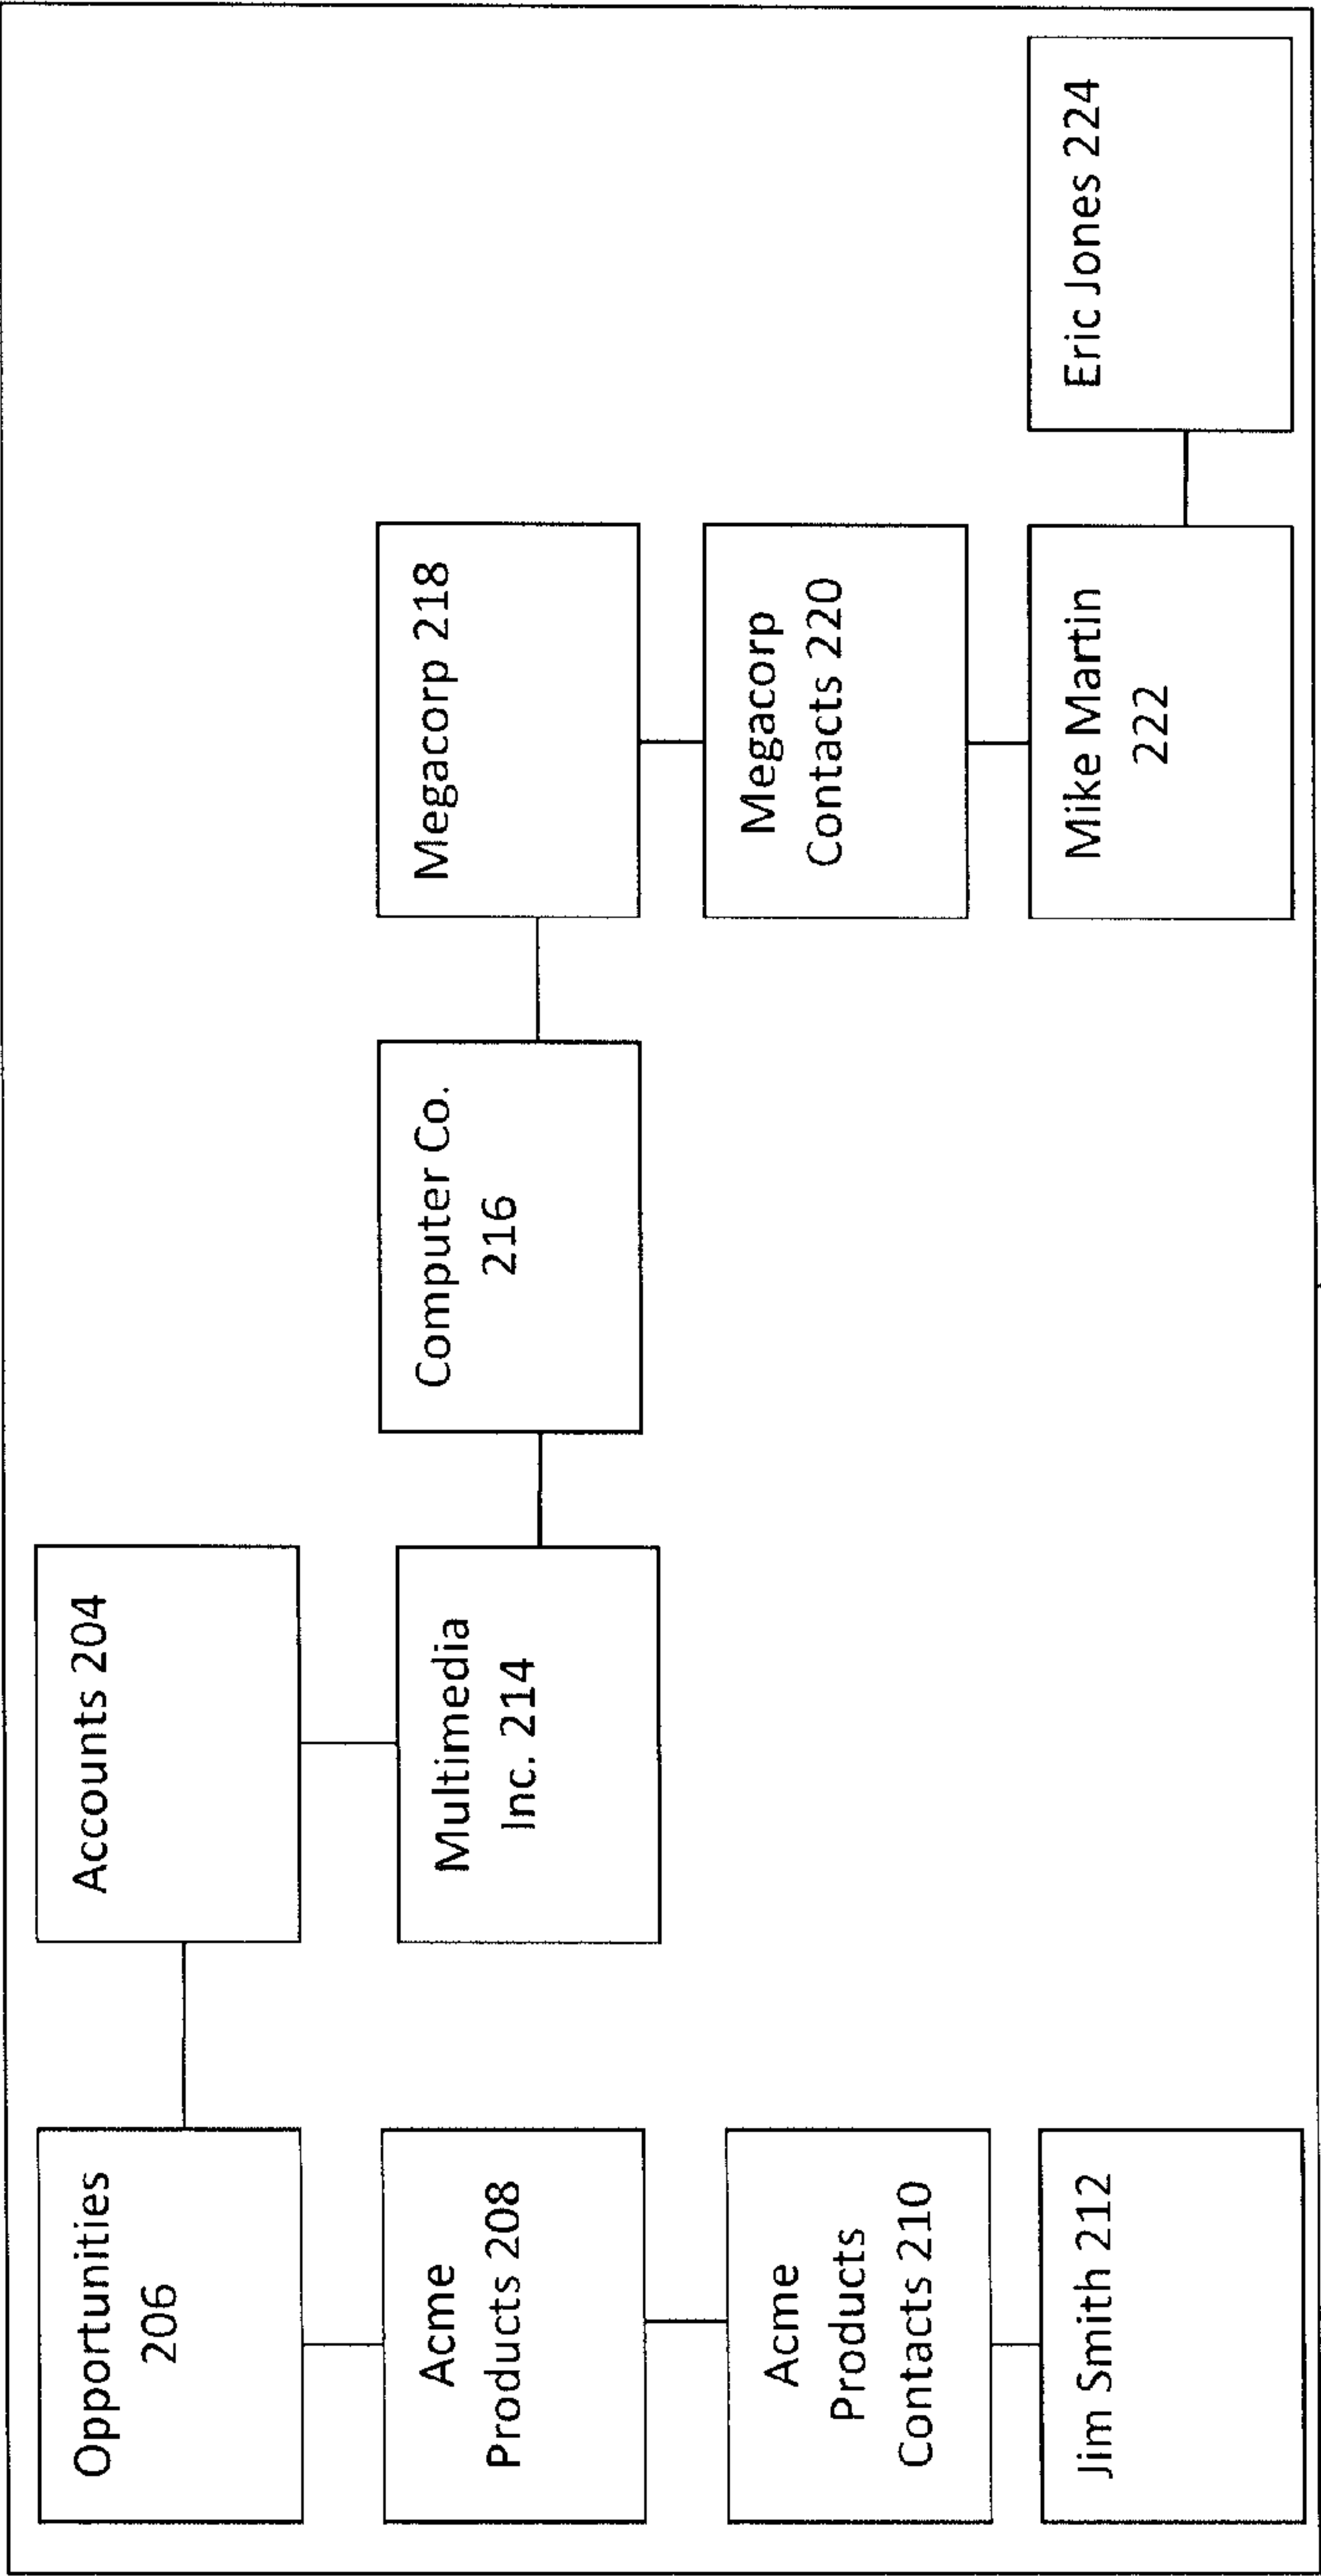 Opportunities
206
Accounts 204
Acme
Products 208
Multimedia
Inc. 214
Computer Co.
216
Megacorp 218
Acme
Products
Contacts 210
Megacorp
Contacts 220
Jim Smith 212
Mike Martin
222
Eric Jones 224